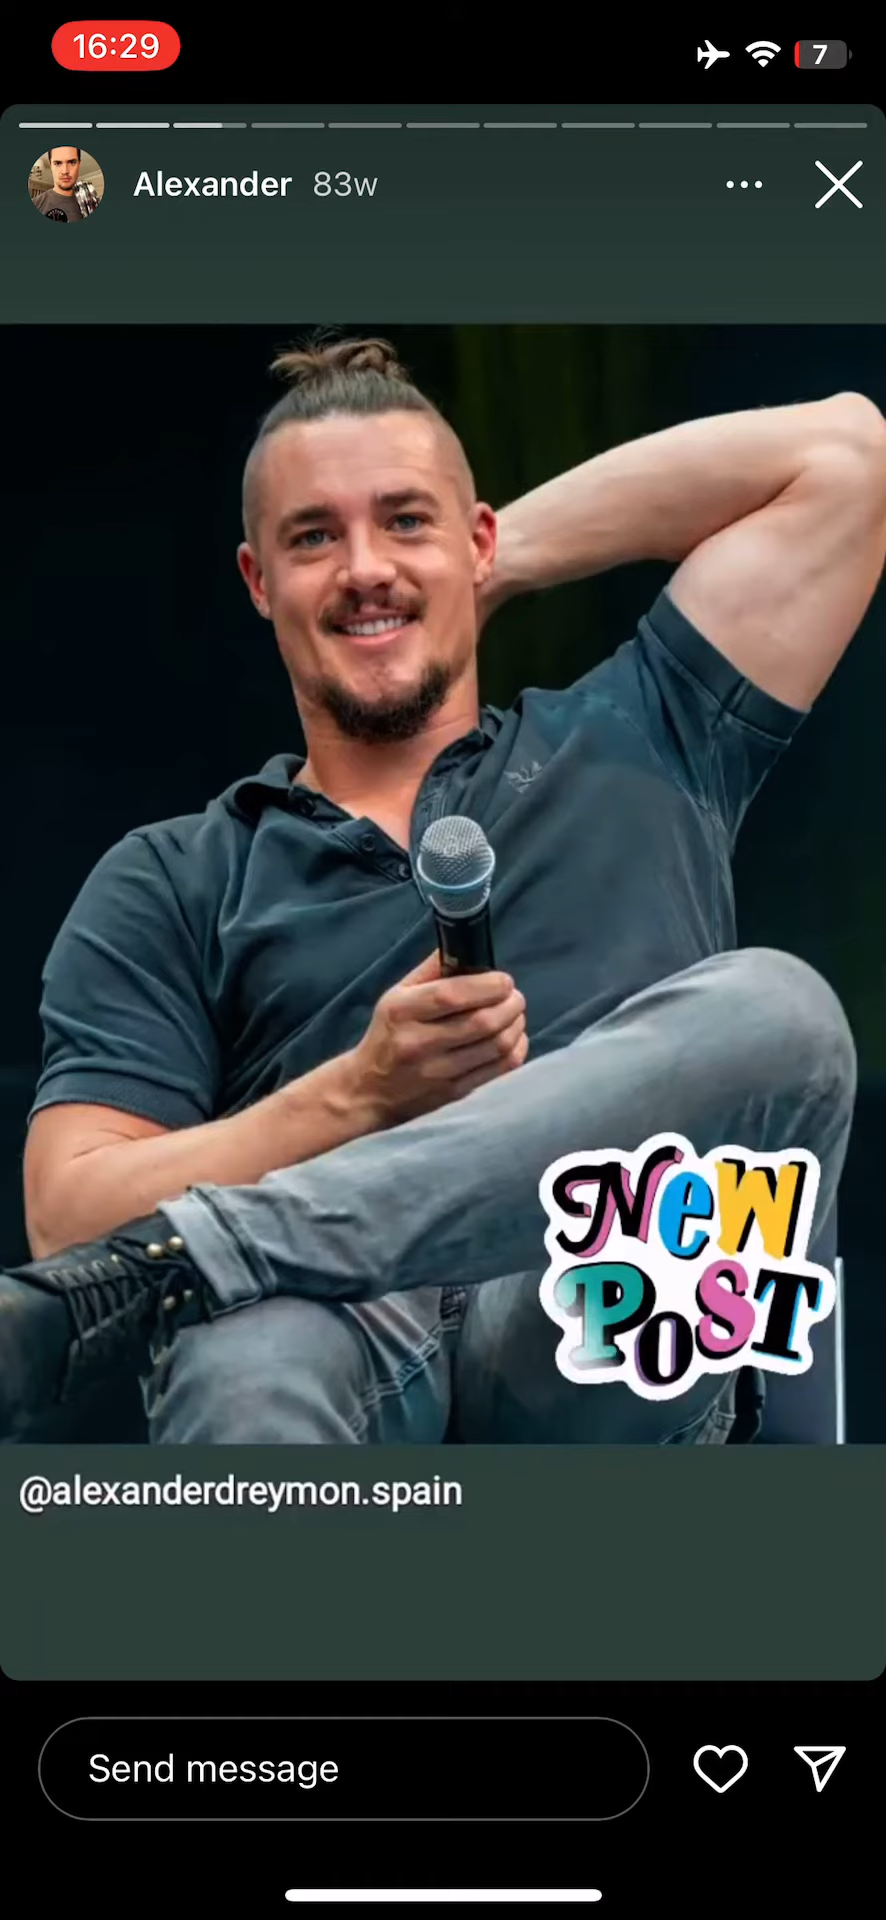 16:29
7
Alexander 83w
New
Post
@alexanderdreymon.spain
Send message